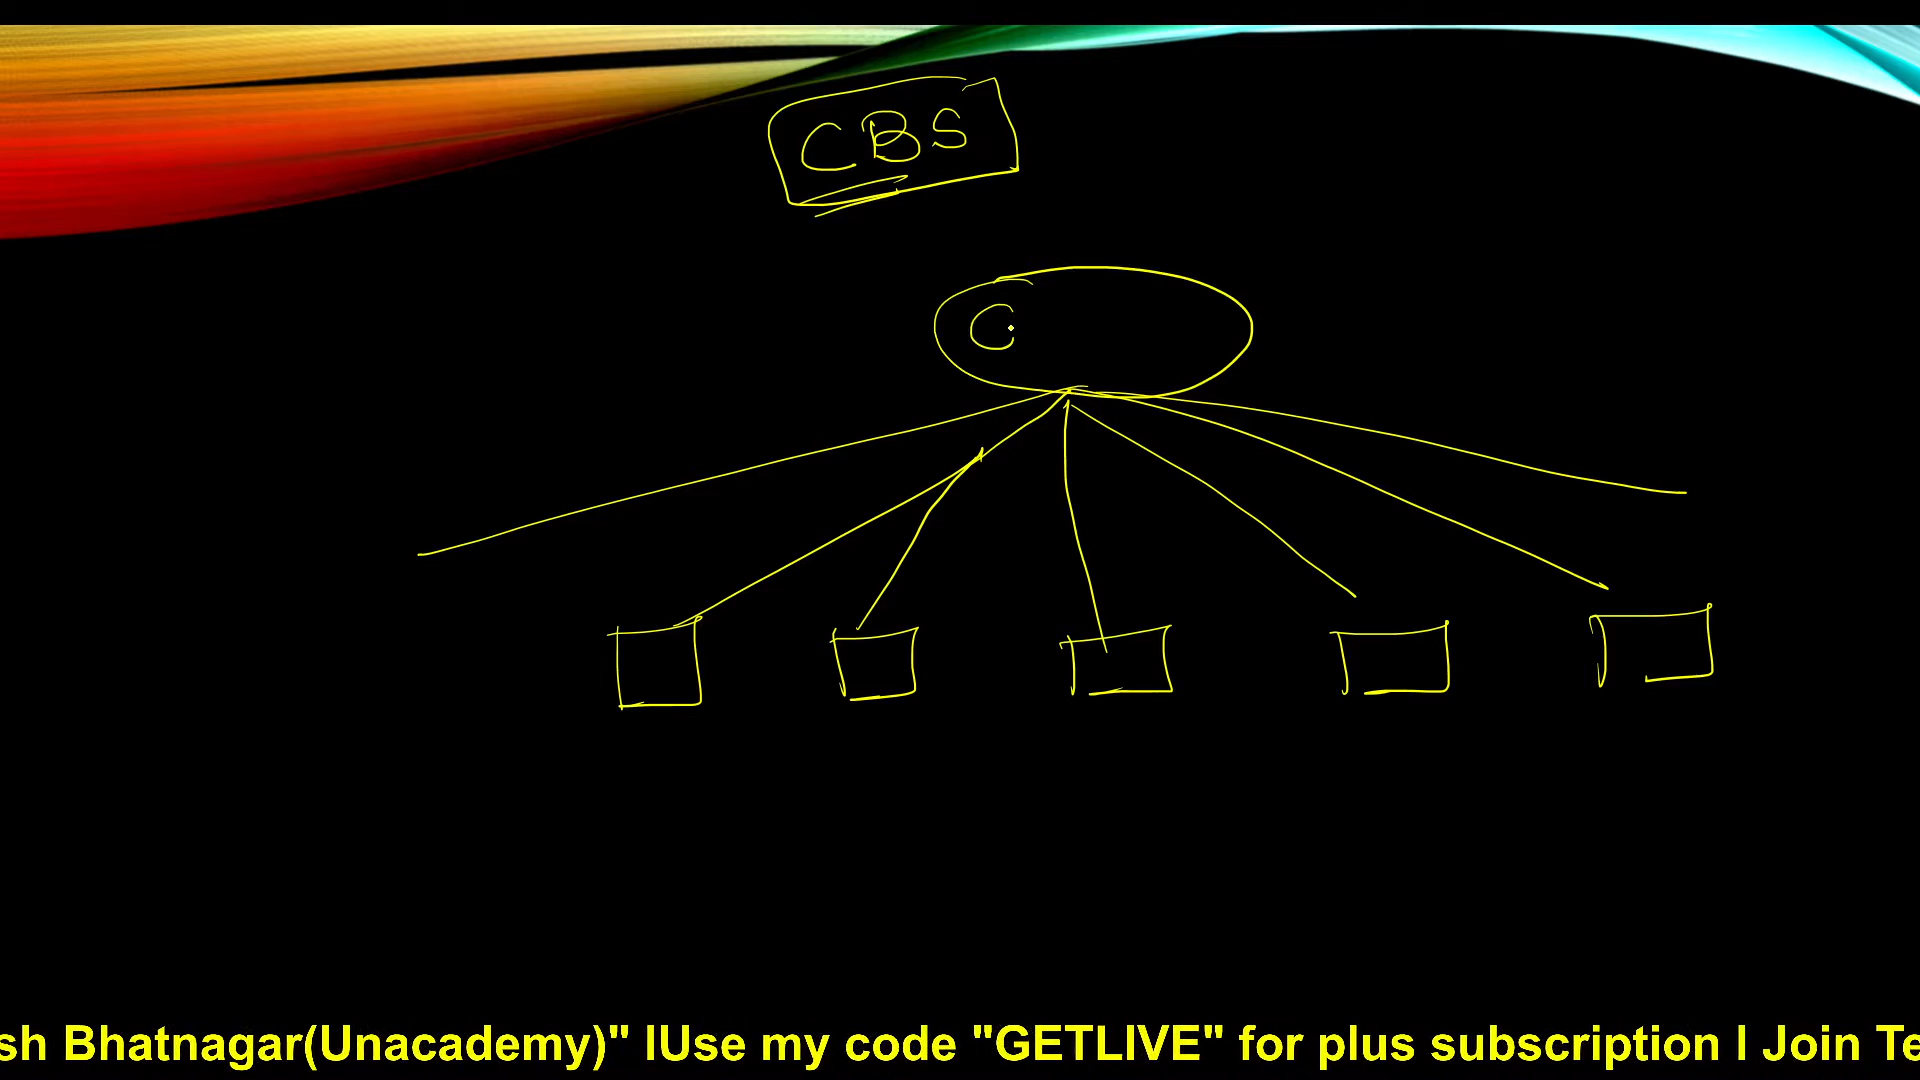 CBS
C
sh Bhatnagar(Unacademy)" lUse my code "GETLIVE" for plus subscription l Join Te